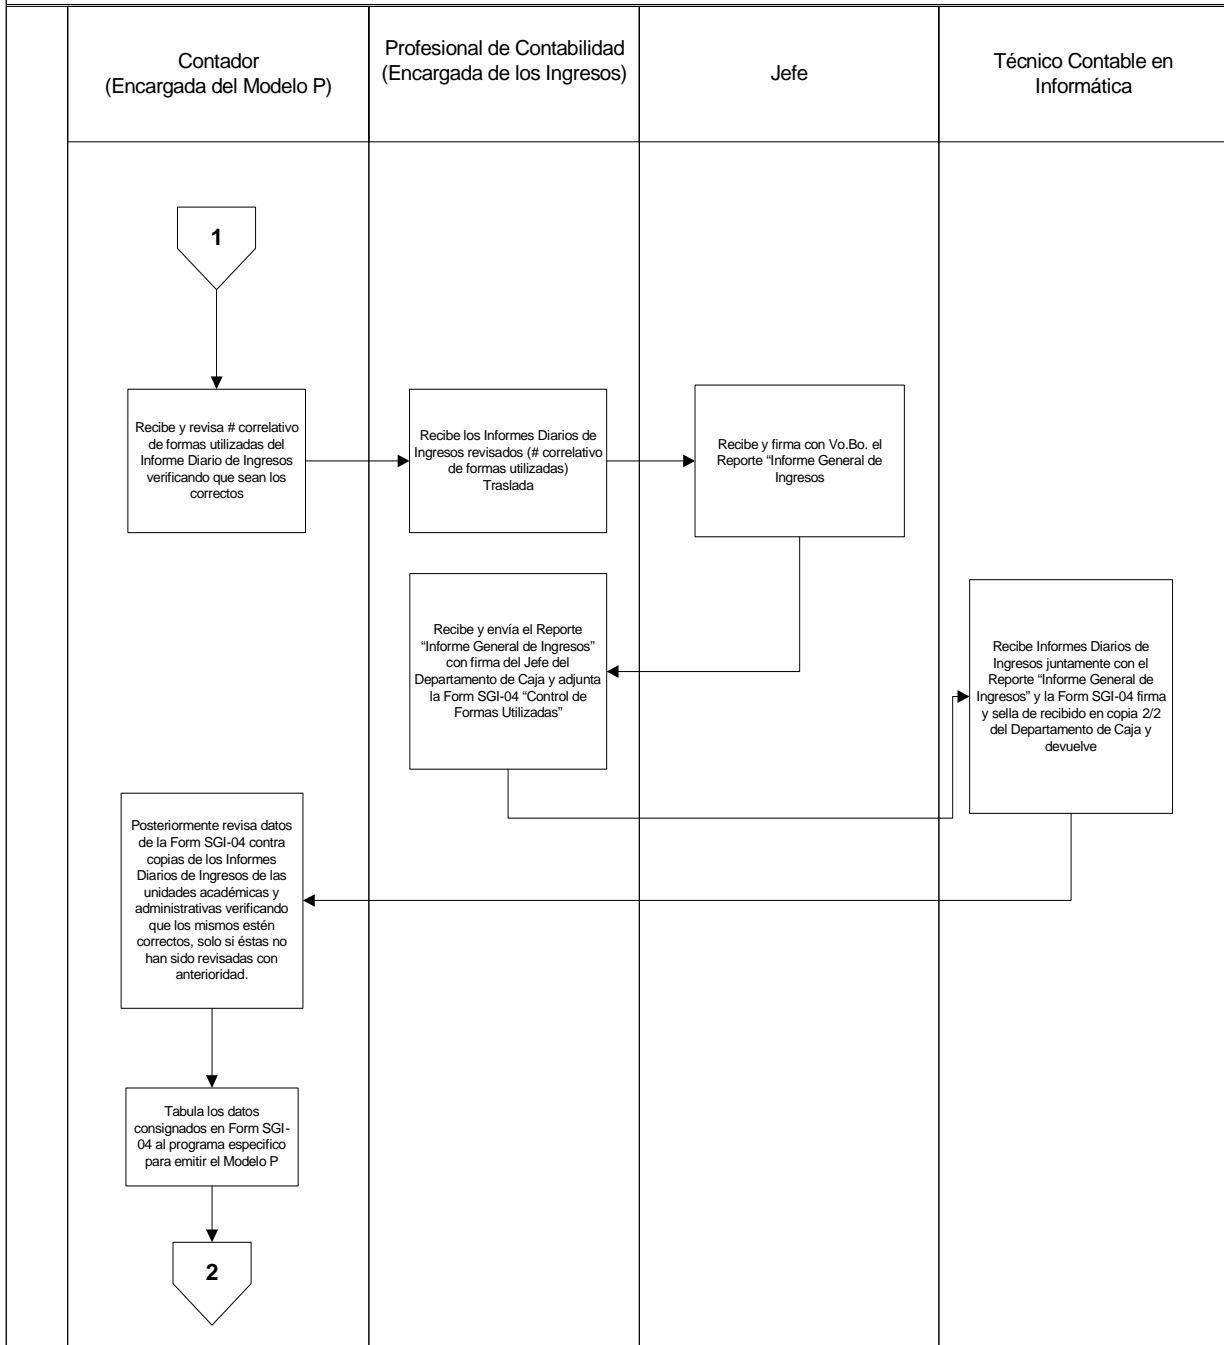 Contador
(Encargada del Modelo P)
Profesional de Contabilidad
(Encargada de los Ingresos)
Jefe
Técnico Contable en
Informática
1
Recibe y revisa # correlativo
de formas utilizadas del
Informe Diario de Ingresos
verificando que sean los
correctos
Recibe los Informes Diarios de
Ingresos revisados (# correlativo
de formas utilizadas)
Traslada
Recibe y firma con Vo.Bo. el
Reporte “Informe General de
Ingresos
Recibe y envía el Reporte
“Informe General de Ingresos”
con firma del Jefe del
Departamento de Caja y adjunta
la Form SGI-04 “Control de
Formas Utilizadas”
Recibe Informes Diarios de
Ingresos juntamente con el
Reporte “Informe General de
Ingresos” y la Form SGI-04 firma
y sella de recibido en copia 2/2
del Departamento de Caja y
devuelve
Posteriormente revisa datos
de la Form SGI-04 contra
copias de los Informes
Diarios de Ingresos de las
unidades académicas y
administrativas verificando
que los mismos estén
correctos, solo si éstas no
han sido revisadas con
anterioridad.
Tabula los datos
consignados en Form SGI-
04 al programa especifico
para emitir el Modelo P
2